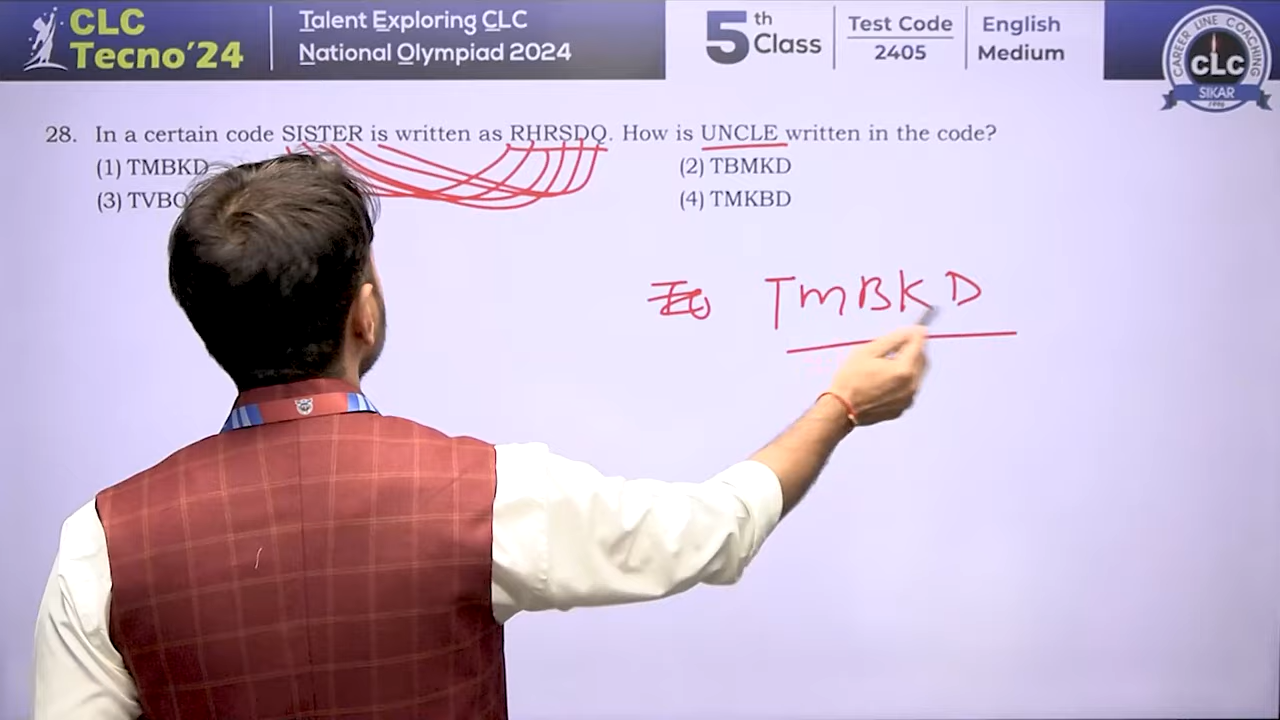 CLC
Tecno'24
Talent Exploring CLC
National Olympiad 2024
5th Class
Test Code
2405
English
Medium
CAREER LINE COACHING
CLC
SIKAR
1996
28. In a certain code SISTER is written as RHRSDQ. How is UNCLE written in the code?
(1) TMBKD
(2) TBMKD
(3) TVBO
(4) TMKBD
TMBKD